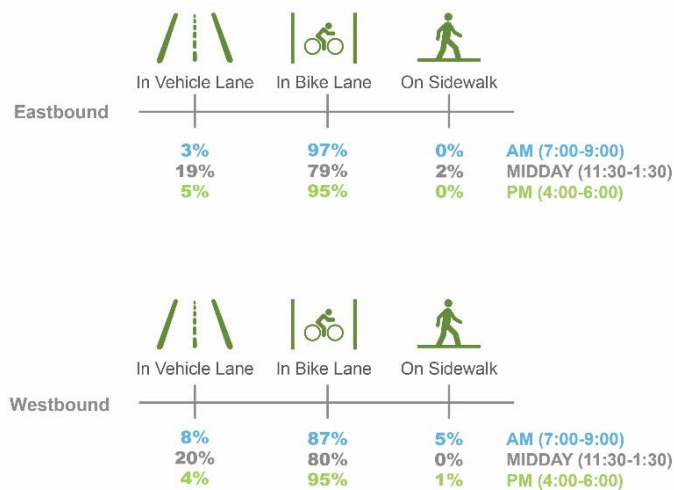 In Vehicle Lane In Bike Lane On Sidewalk
Eastbound
3% 97% 0% AM (7:00-9:00)
19% 79% 2% MIDDAY (11:30-1:30)
5% 95% 0% PM (4:00-6:00)
In Vehicle Lane In Bike Lane On Sidewalk
Westbound
8% 87% 5% AM (7:00-9:00)
20% 80% 0% MIDDAY (11:30-1:30)
4% 95% 1% PM (4:00-6:00)